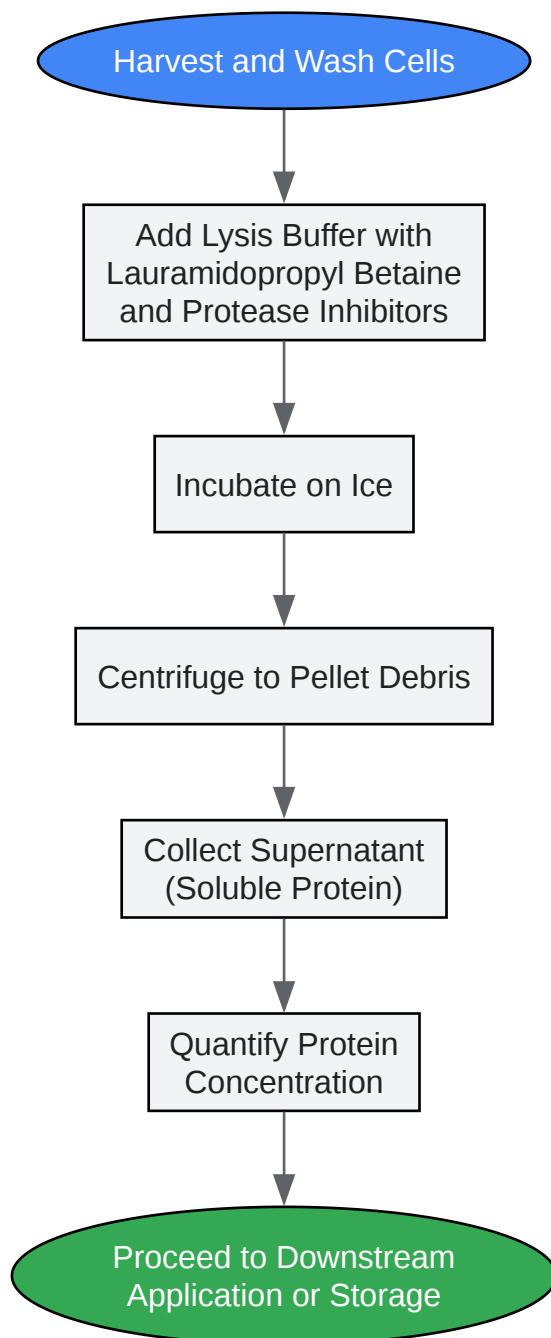 Harvest and Wash Cells
Add Lysis Buffer with
Lauramidopropyl Betaine
and Protease Inhibitors
Incubate on Ice
Centrifuge to Pellet Debris
Collect Supernatant
(Soluble Protein)
Quantify Protein
Concentration
Proceed to Downstream
Application or Storage